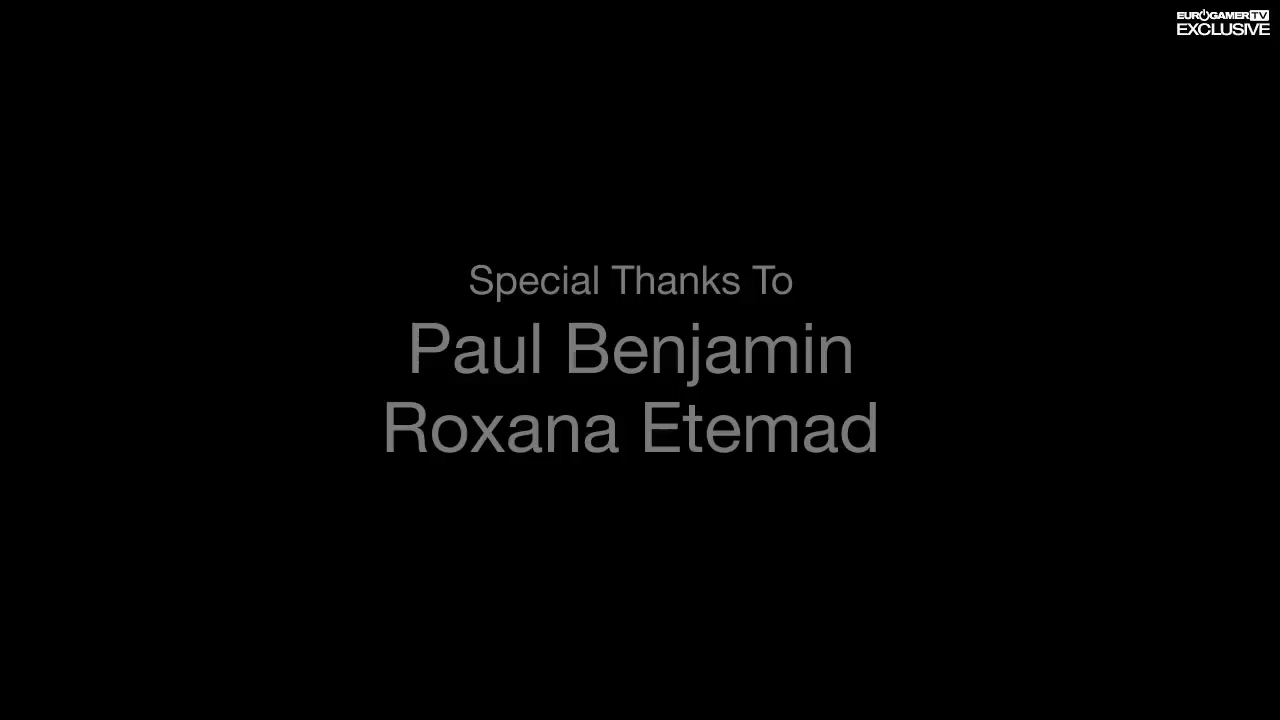 EUROGAMER TV
EXCLUSIVE
Special Thanks To
Paul Benjamin
Roxana Etemad